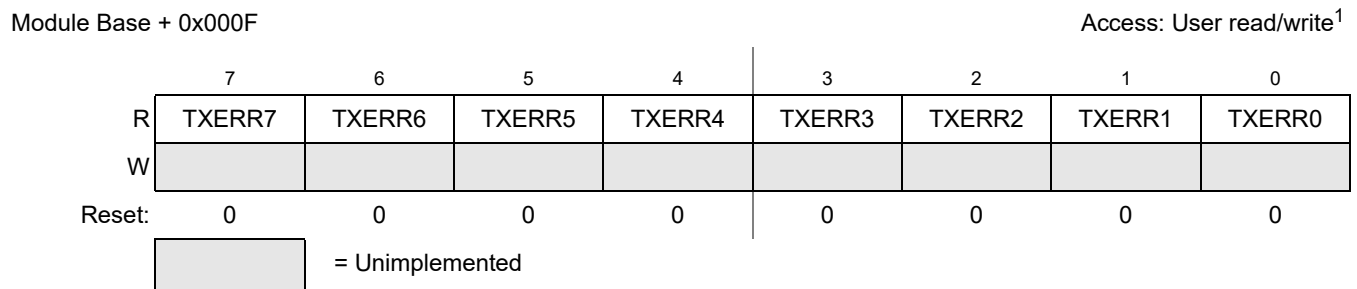 Module Base + 0x000F Access: User read/write1
7 6 5 4 3 2 1 0
R TXERR7 TXERR6 TXERR5 TXERR4 TXERR3 TXERR2 TXERR1 TXERR0
W
Reset: 0 0 0 0 0 0 0 0
= Unimplemented